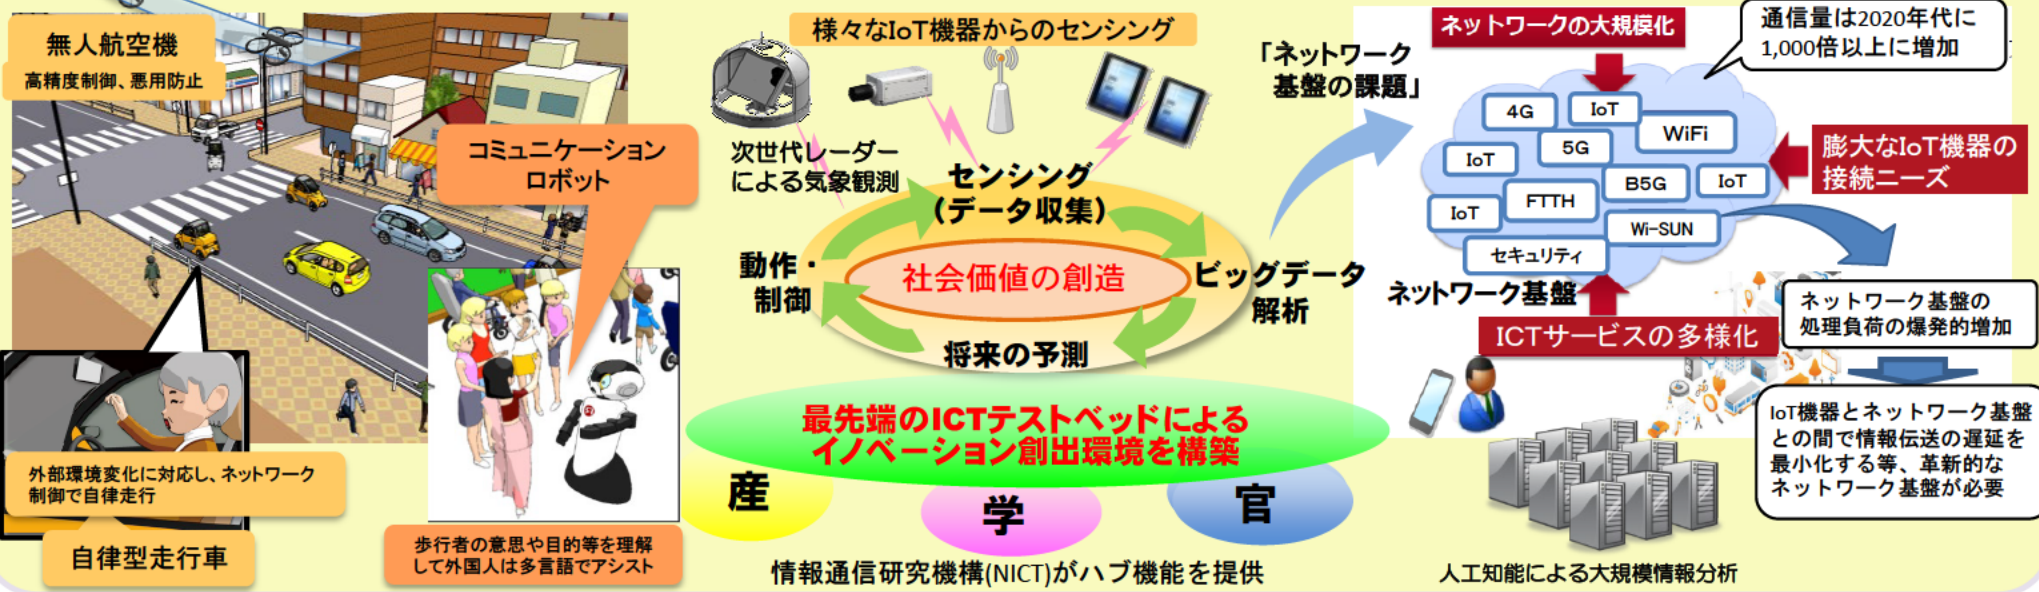 無人航空機
高精度制御、悪用防止
コミュニケーション
ロボット
外部環境変化に対応し、ネットワーク
制御で自律走行
自律型走行車
歩行者の意思や目的等を理解
して外国人は多言語でアシスト
様々なIoT機器からのセンシング
次世代レーダー
による気象観測
センシング
（データ収集）
動作・
制御
社会価値の創造
ビッグデータ
解析
将来の予測
最先端のICTテストベッドによる
イノベーション創出環境を構築
産
学
官
情報通信研究機構(NICT)がハブ機能を提供
「ネットワーク
基盤の課題」
ネットワークの大規模化
通信量は2020年代に
1,000倍以上に増加
4G
IoT
WiFi
5G
IoT
B5G
IoT
FTTH
IoT
Wi-SUN
セキュリティ
膨大なIoT機器の
接続ニーズ
ネットワーク基盤
ICTサービスの多様化
ネットワーク基盤の
処理負荷の爆発的増加
IoT機器とネットワーク基盤
との間で情報伝送の遅延を
最小化する等、革新的な
ネットワーク基盤が必要
人工知能による大規模情報分析